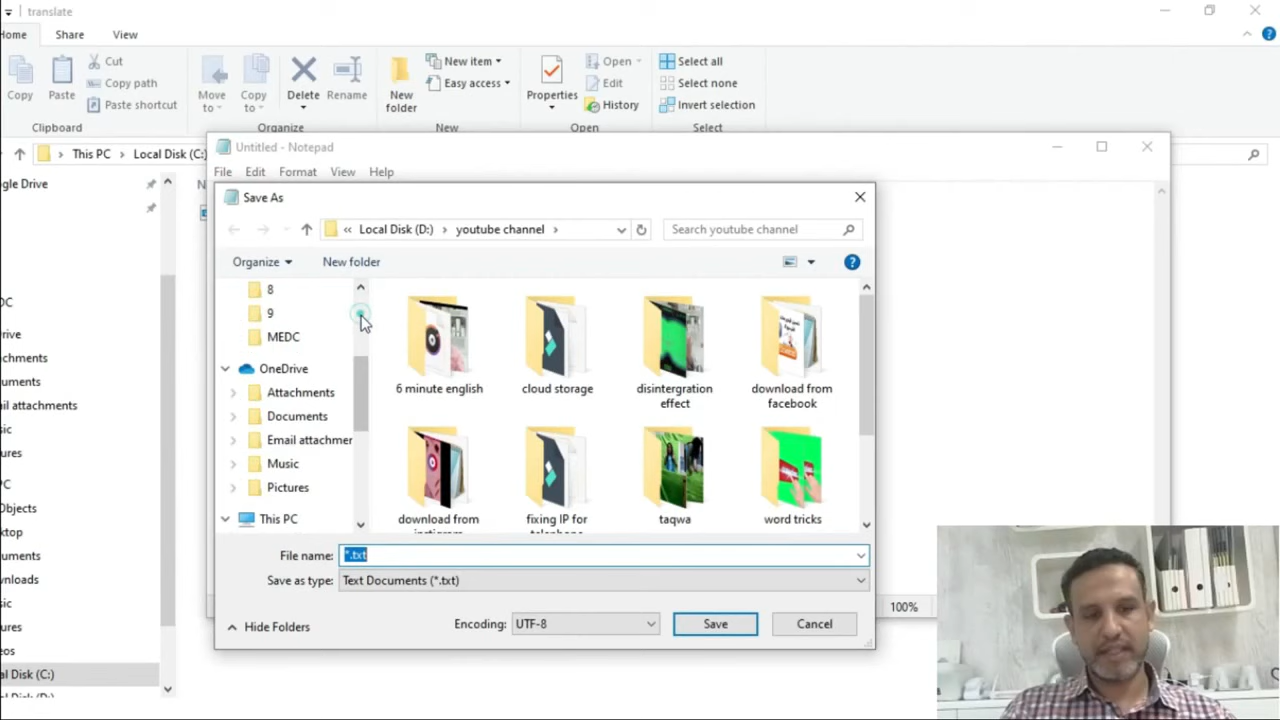 translate
Home Share View
Copy
Paste
Cut
Copy path
Paste shortcut
Clipboard
Move to
Copy to
Delete
Rename
Organize
New folder
New item
Easy access
New
Properties
Open
Edit
History
Open
Select all
Select none
Invert selection
Select
This PC > Local Disk (C:)
Untitled - Notepad
File Edit Format View Help
Save As
« Local Disk (D:) > youtube channel >
Search youtube channel
Organize
New folder
8
9
MEDC
OneDrive
Attachments
Documents
Email attachmer
Music
Pictures
This PC
6 minute english
cloud storage
disintergration effect
download from facebook
download from
fixing IP for
taqwa
word tricks
File name: *.txt
Save as type: Text Documents (*.txt)
Hide Folders
Encoding: UTF-8
Save
Cancel
100%
ogle Drive
DC
rive
achments
uments
ail attachments
sic
ures
PC
Objects
ktop
uments
nloads
sic
ures
eos
al Disk (C:)